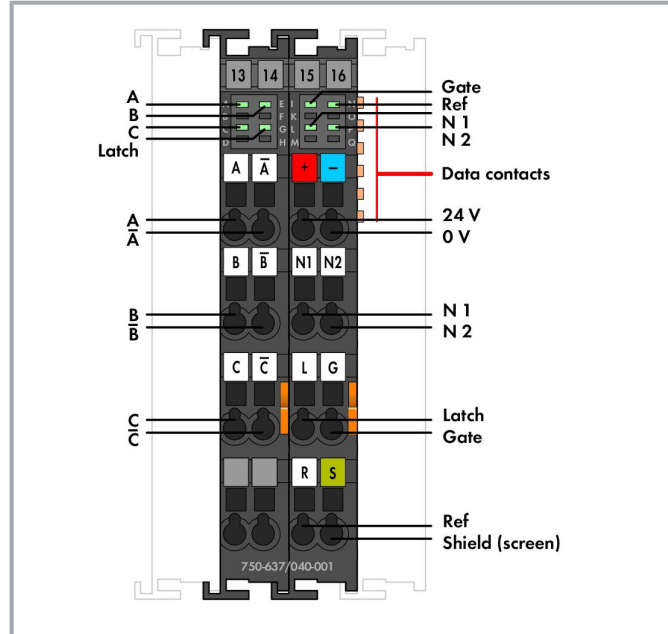 13 14 15 16
A
B
C
Latch
Gate
Ref
N 1
N 2
Data contacts
A E I N
B F K O
C G L P
D H M Q
A A̅ + −
A
A̅
24 V
0 V
B B̅ N1 N2
B
B̅
N 1
N 2
C C̅ L G
C
C̅
Latch
Gate
R S
Ref
Shield (screen)
750-637/040-001